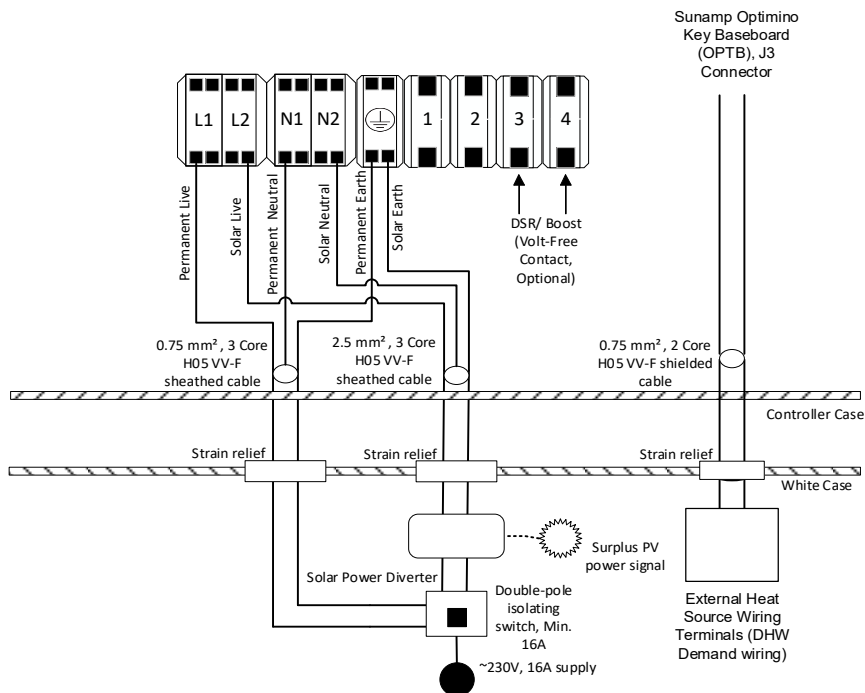 Sunamp Optimino
Key Baseboard
(OPTB), J3
Connector
L1
L2
N1
N2
1
2
3
4
Permanent Live
Solar Live
Permanent Neutral
Solar Neutral
Permanent Earth
Solar Earth
DSR/ Boost
(Volt-Free
Contact,
Optional)
0.75 mm², 3 Core
H05 VV-F
sheathed cable
2.5 mm², 3 Core
H05 VV-F
sheathed cable
0.75 mm², 2 Core
H05 VV-F shielded
cable
Controller Case
Strain relief
Strain relief
Strain relief
White Case
Surplus PV
power signal
Solar Power Diverter
Double-pole
isolating
switch, Min.
16A
~230V, 16A supply
External Heat
Source Wiring
Terminals (DHW
Demand wiring)